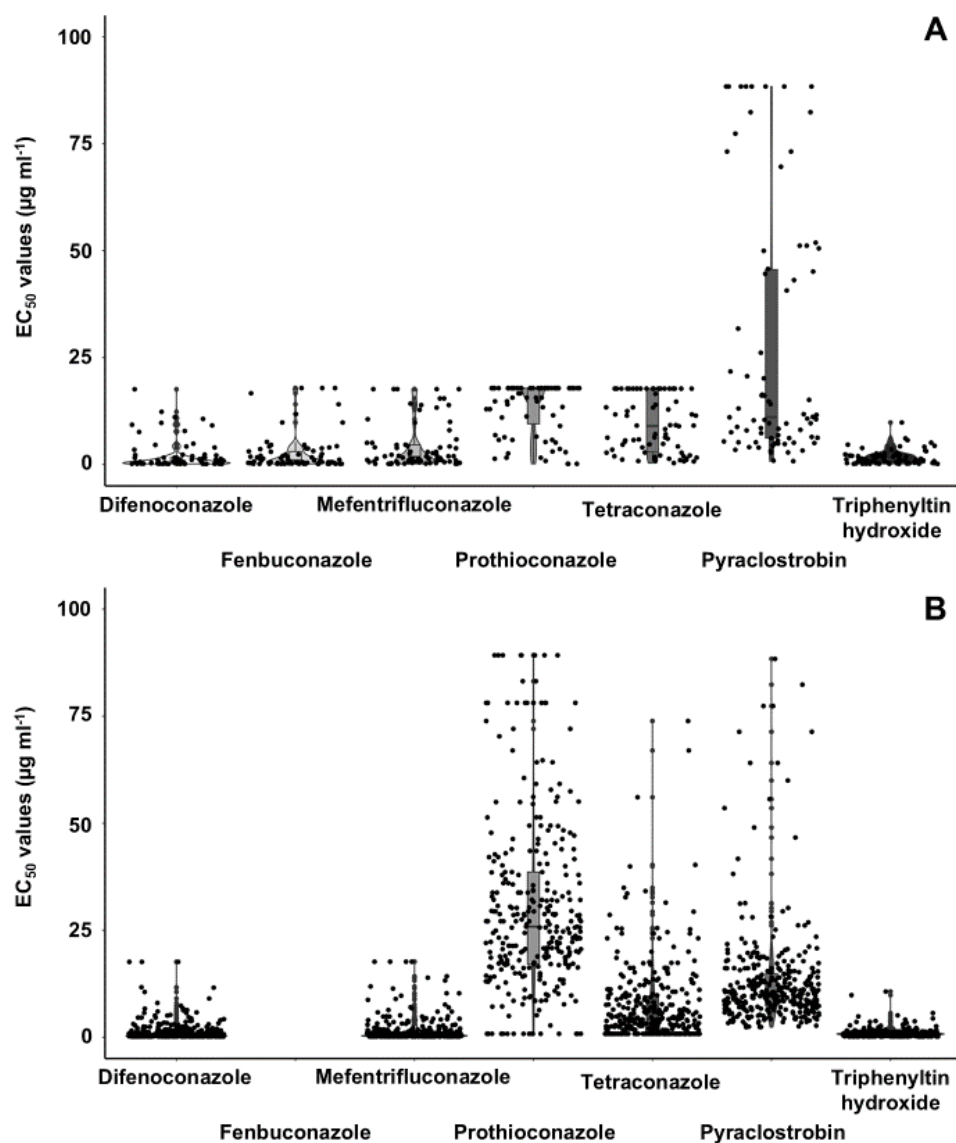 A
100
75
50
25
0
EC₅₀ values (µg ml⁻¹)
Difenoconazole
Mefentrifluconazole
Tetraconazole
Triphenyltin
hydroxide
Fenbuconazole
Prothioconazole
Pyraclostrobin
B
100
75
50
25
0
EC₅₀ values (µg ml⁻¹)
Difenoconazole
Mefentrifluconazole
Tetraconazole
Triphenyltin
hydroxide
Fenbuconazole
Prothioconazole
Pyraclostrobin